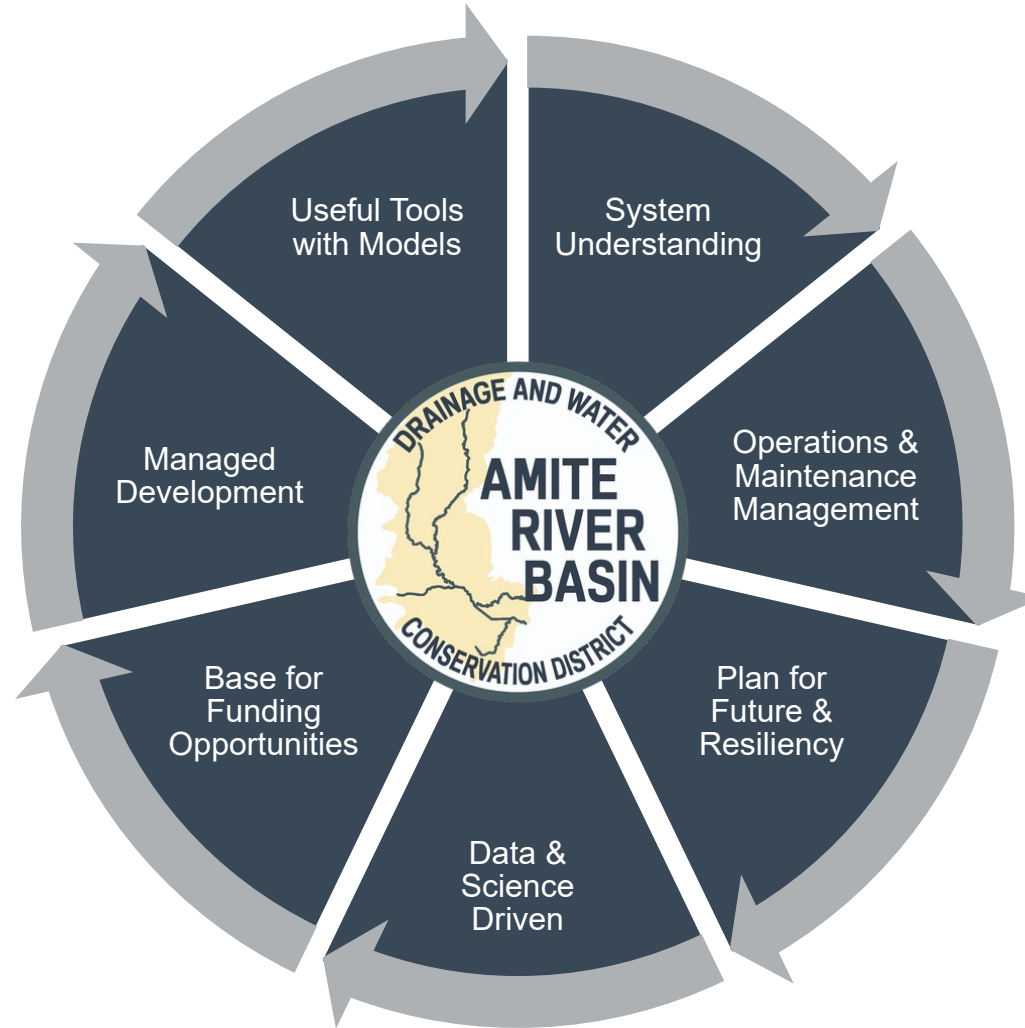 Useful Tools
with Models
System
Understanding
Operations &
Maintenance
Management
Plan for
Future &
Resiliency
Data &
Science
Driven
Base for
Funding
Opportunities
Managed
Development
DRAINAGE AND WATER
AMITE
RIVER
BASIN
CONSERVATION DISTRICT